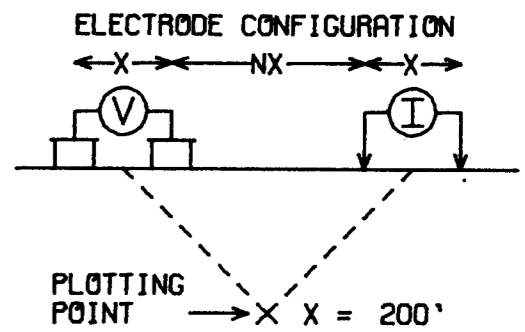 ELECTRODE CONFIGURATION
X NX X
V I
PLOTTING
POINT X X = 200'